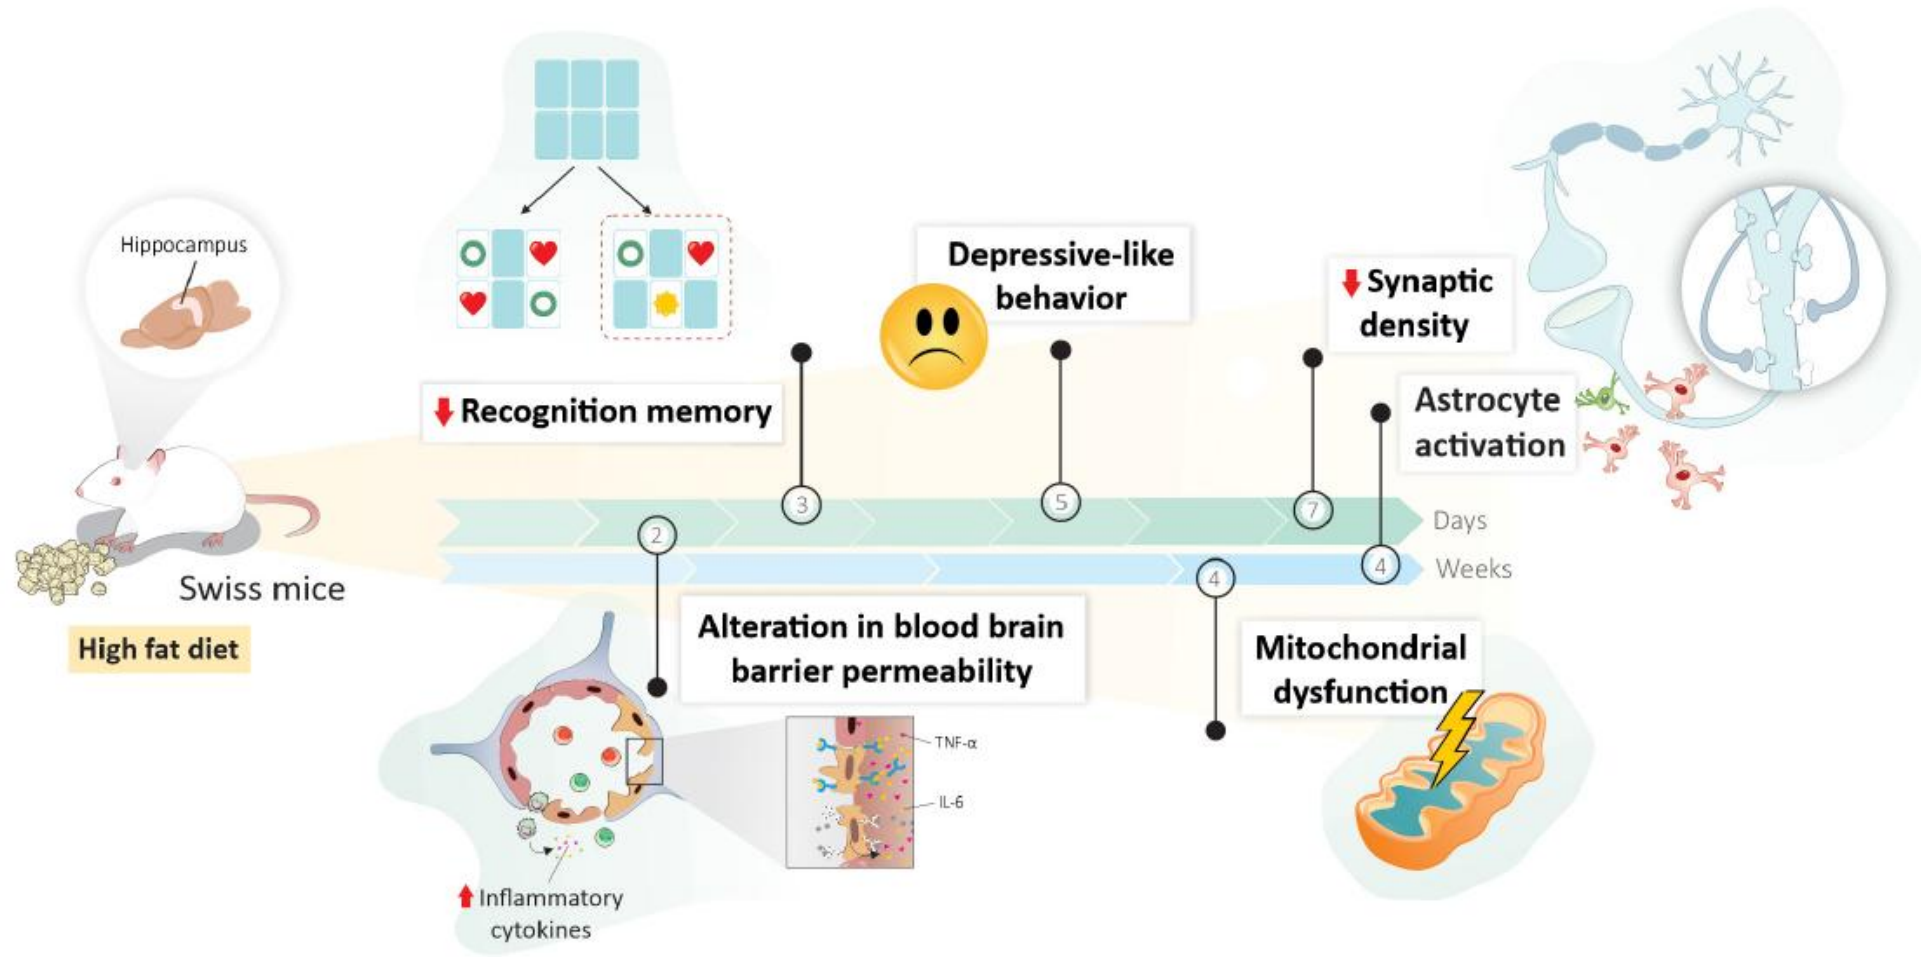 Hippocampus
Swiss mice
High fat diet
Recognition memory
Depressive-like
behavior
Synaptic
density
Astrocyte
activation
3
5
7
Days
2
4
4
Weeks
Alteration in blood brain
barrier permeability
Mitochondrial
dysfunction
TNF-α
IL-6
Inflammatory
cytokines